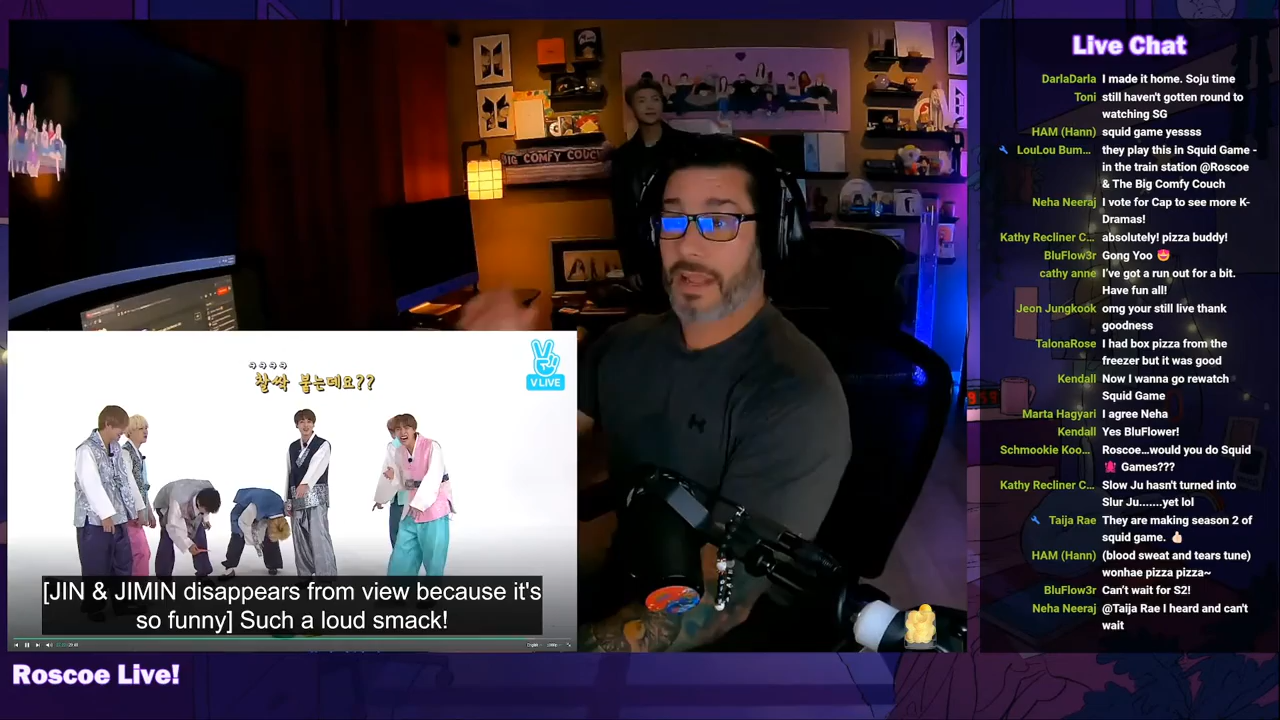 Live Chat
DarlaDarla I made it home. Soju time
Toni still haven't gotten round to
watching SG
HAM (Hann) squid game yessss
LouLou Bum... they play this in Squid Game -
in the train station @Roscoe
& The Big Comfy Couch
Neha Neeraj I vote for Cap to see more K-
Dramas!
Kathy Recliner C... absolutely! pizza buddy!
BluFlow3r Gong Yoo 😍
cathy anne I've got a run out for a bit.
Have fun all!
Jeon Jungkook omg your still live thank
goodness
TalonaRose I had box pizza from the
freezer but it was good
Kendall Now I wanna go rewatch
Squid Game
Marta Hagyari I agree Neha
Kendall Yes BluFlower!
Schmookie Koo... Roscoe...would you do Squid
🦑 Games???
Kathy Recliner C... Slow Ju hasn't turned into
Slur Ju.......yet lol
Taija Rae They are making season 2 of
squid game. 👍🏻
HAM (Hann) (blood sweat and tears tune)
wonhae pizza pizza~
BluFlow3r Can't wait for S2!
Neha Neeraj @Taija Rae I heard and can't
wait
BIG COMFY COUCH
9:59
ㅋㅋㅋㅋ
찰싹 붙는데요??
V LIVE
[JIN & JIMIN disappears from view because it's
so funny] Such a loud smack!
Roscoe Live!